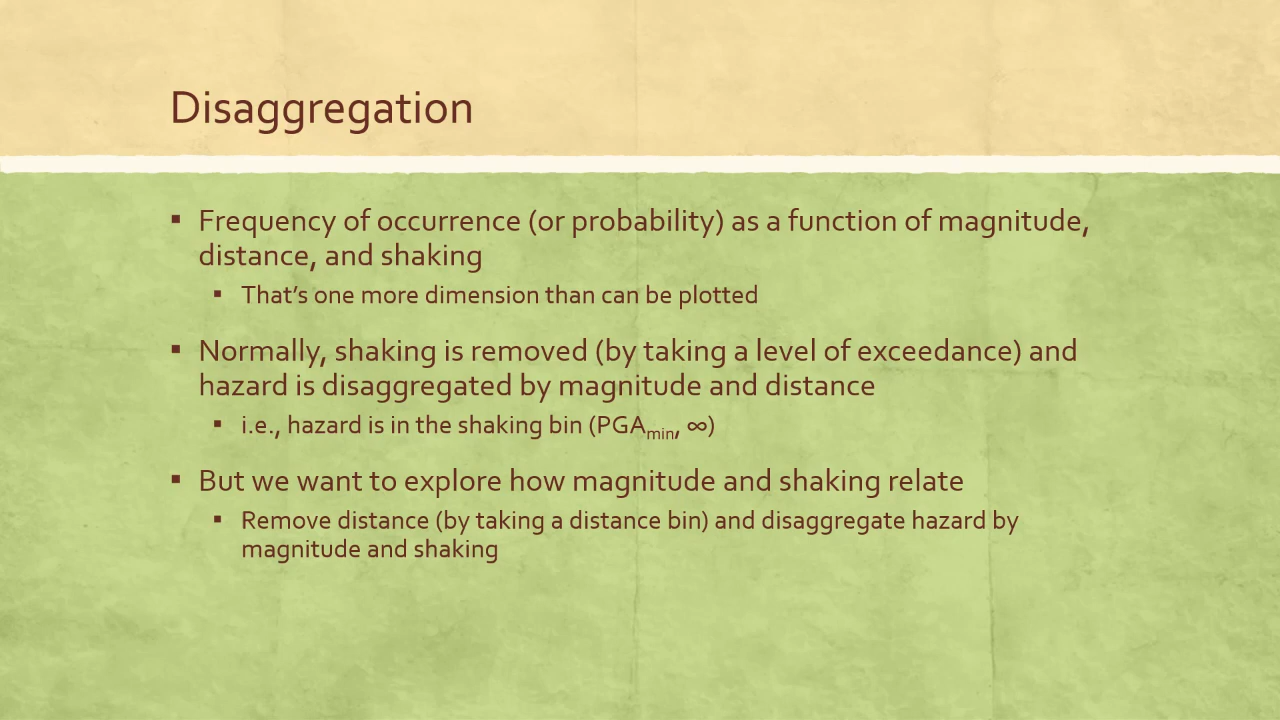 Disaggregation
▪ Frequency of occurrence (or probability) as a function of magnitude,
distance, and shaking
▪ That’s one more dimension than can be plotted
▪ Normally, shaking is removed (by taking a level of exceedance) and
hazard is disaggregated by magnitude and distance
▪ i.e., hazard is in the shaking bin (PGAmin, ∞)
▪ But we want to explore how magnitude and shaking relate
▪ Remove distance (by taking a distance bin) and disaggregate hazard by
magnitude and shaking